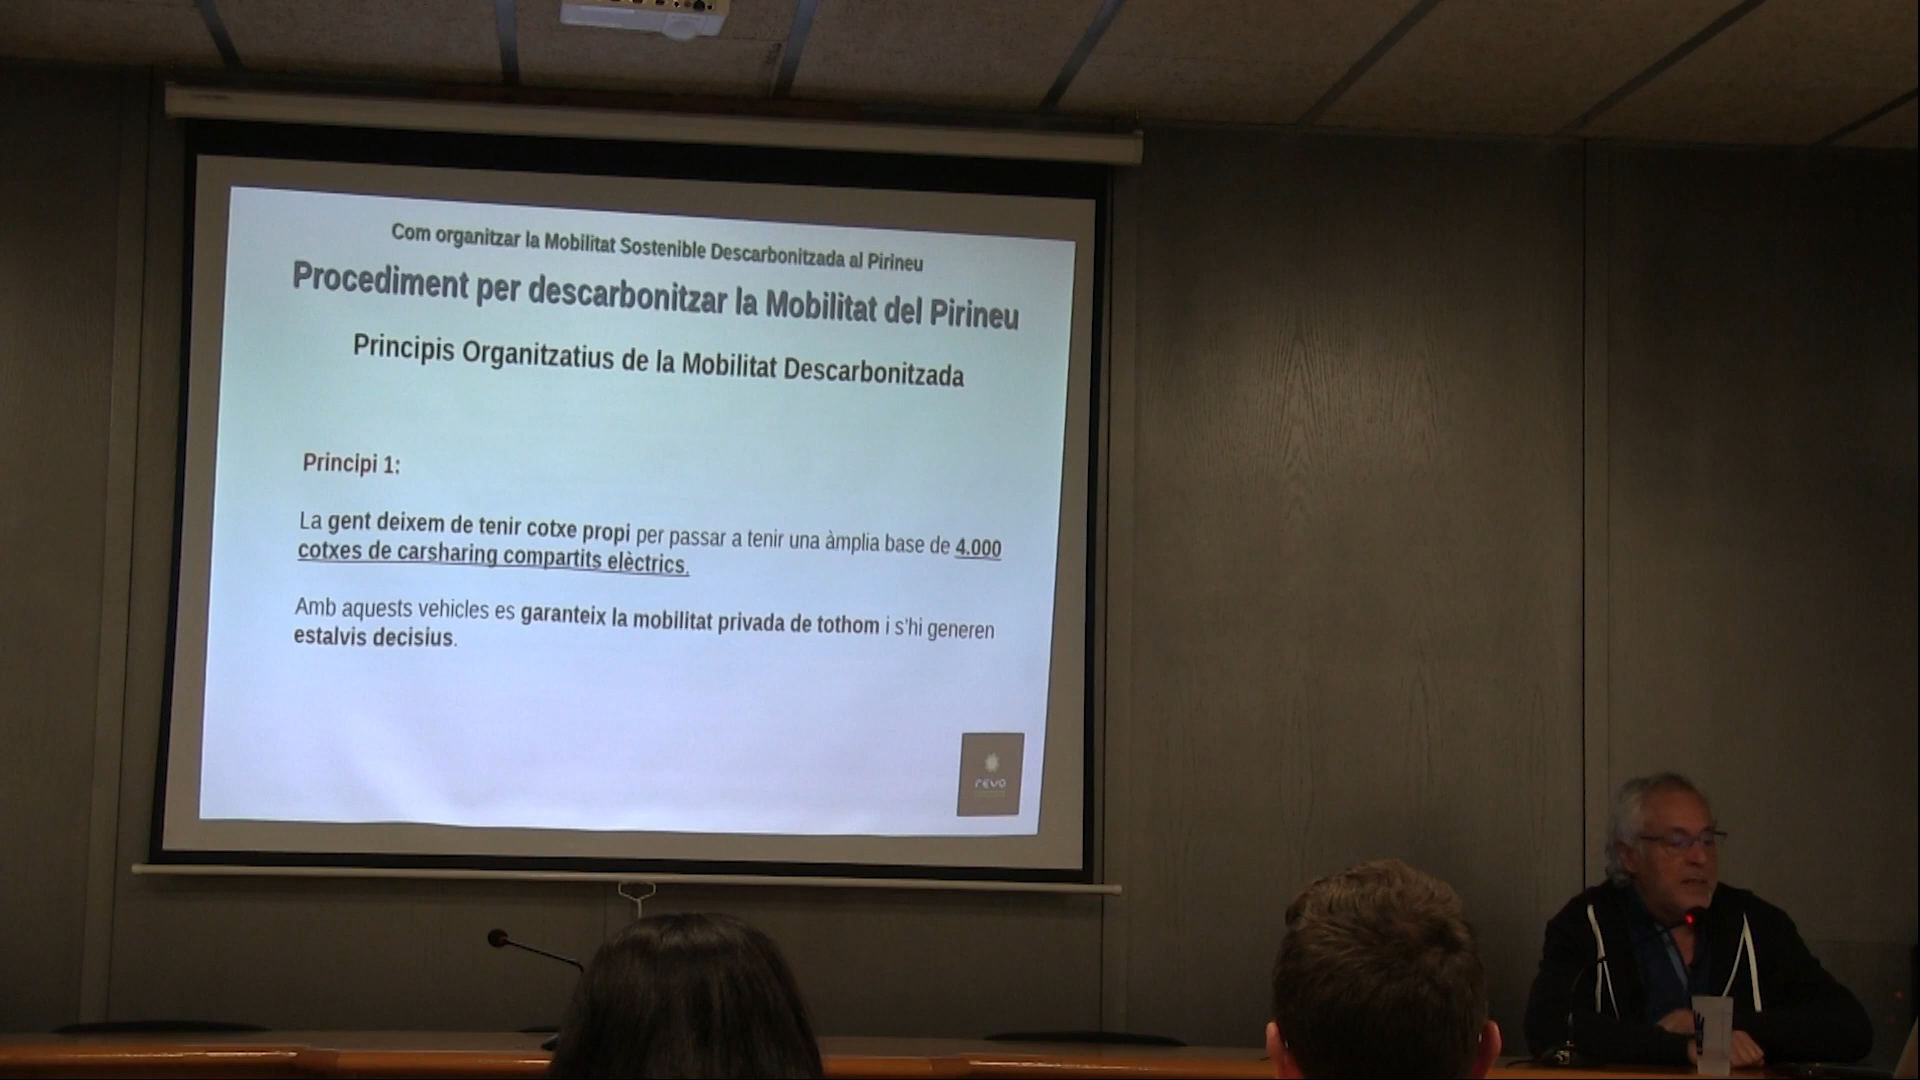 Com organitzar la Mobilitat Sostenible Descarbonitzada al Pirineu
Procediment per descarbonitzar la Mobilitat del Pirineu
Principis Organitzatius de la Mobilitat Descarbonitzada
Principi 1:
La gent deixem de tenir cotxe propi per passar a tenir una àmplia base de 4.000
cotxes de carsharing compartits elèctrics.
Amb aquests vehicles es garanteix la mobilitat privada de tothom i s'hi generen
estalvis decisius.
revo